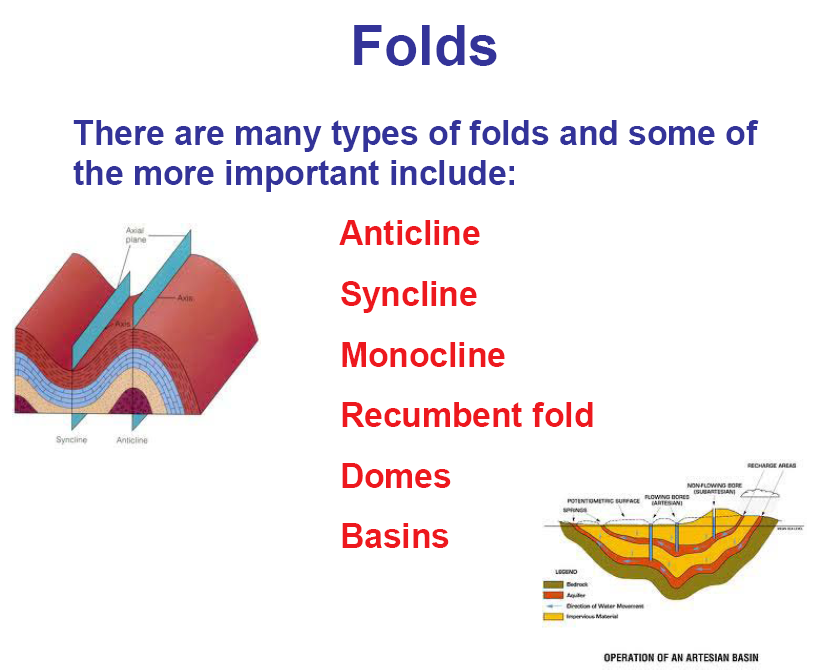 Folds
There are many types of folds and some of
the more important include:
Anticline
Syncline
Monocline
Recumbent fold
Domes
Basins
Axial
plane
Axis
Axis
Syncline
Anticline
RECHARGE AREAS
NON-FLOWING BORE
(SUBARTESIAN)
FLOWING BORES
(ARTESIAN)
POTENTIOMETRIC SURFACE
SPRINGS
LEGEND
Bedrock
Aquifer
Direction of Water Movement
Impervious Material
OPERATION OF AN ARTESIAN BASIN